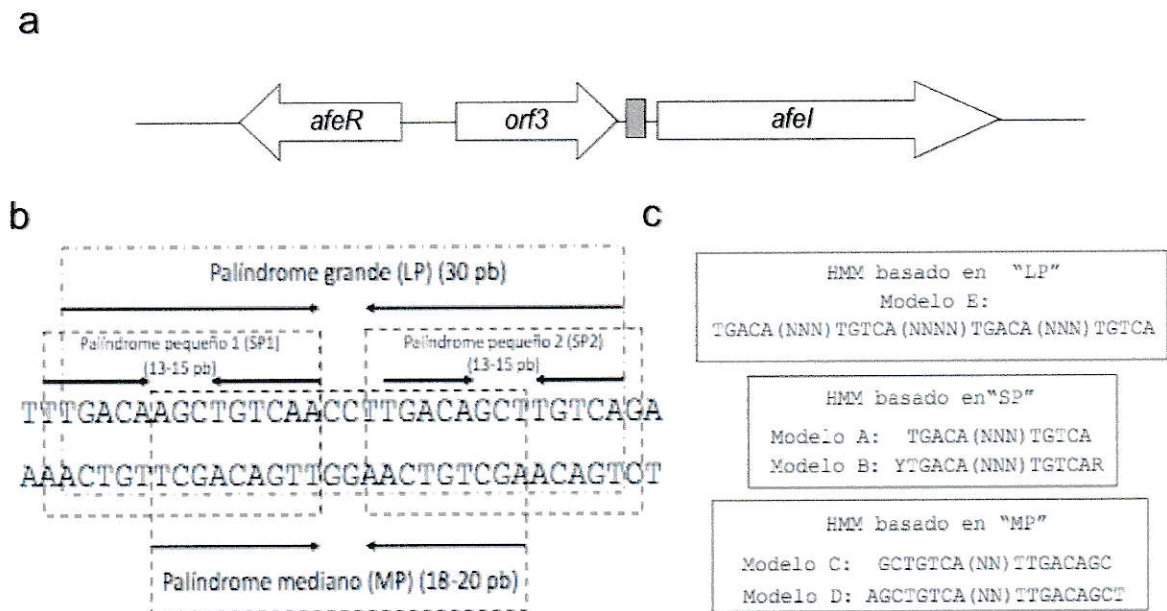 a
afeR
orf3
afeI
b
Palíndrome grande (LP) (30 pb)
Palíndrome pequeño 1 (SP1)
(13-15 pb)
Palíndrome pequeño 2 (SP2)
(13-15 pb)
TTTGACAAGCTGTCAACCTTGACAGCTTGTCAGA
AAACTGTTCGACAGTTGGAACTGTCGAACAGTCT
Palíndrome mediano (MP) (18-20 pb)
c
HMM basado en "LP"
Modelo E:
TGACA(NNN)TGTCA(NNNN)TGACA(NNN)TGTCA
HMM basado en"SP"
Modelo A: TGACA(NNN)TGTCA
Modelo B: YTGACA(NNN)TGTCAR
HMM basado en "MP"
Modelo C: GCTGTCA(NN)TTGACAGC
Modelo D: AGCTGTCA(NN)TTGACAGCT